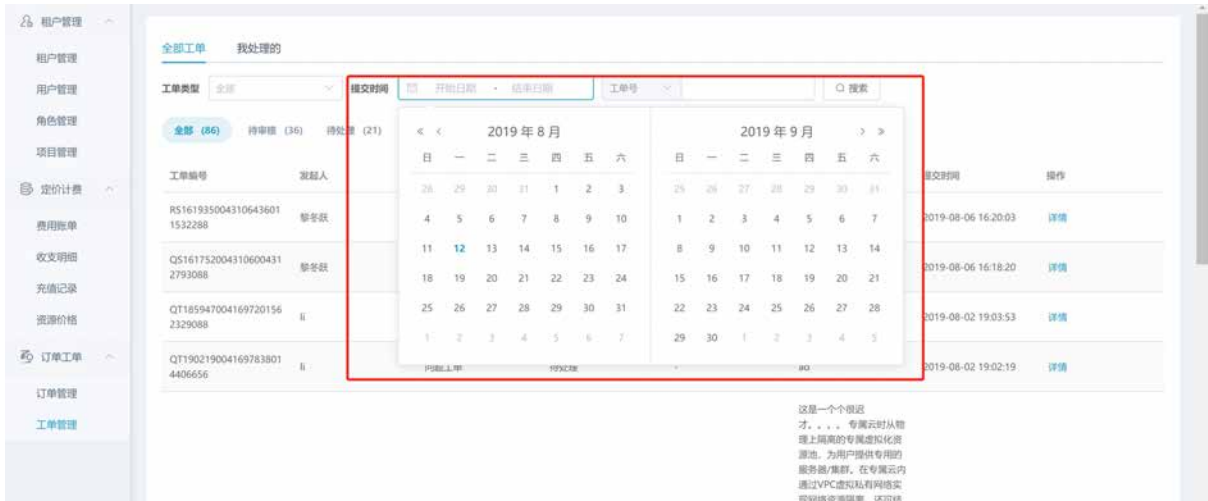 租户管理
租户管理
用户管理
角色管理
项目管理
定价计费
费用账单
收支明细
充值记录
资源价格
订单工单
订单管理
工单管理
全部工单 我处理的
工单类型 全部 提交时间 开始日期 - 结束日期 工单号 搜索
全部 (86) 待审核 (36) 待处理 (21)
« < 2019 年 8 月 2019 年 9 月 > »
日 一 二 三 四 五 六 日 一 二 三 四 五 六
28 29 30 31 1 2 3 25 26 27 28 29 30 31
4 5 6 7 8 9 10 1 2 3 4 5 6 7
11 12 13 14 15 16 17 8 9 10 11 12 13 14
18 19 20 21 22 23 24 15 16 17 18 19 20 21
25 26 27 28 29 30 31 22 23 24 25 26 27 28
1 2 3 4 5 6 7 29 30 1 2 3 4 5
工单编号 发起人 提交时间 操作
RS161935004310643601
1532288
黎冬跃 2019-08-06 16:20:03 详情
QS161752004310600431
2793088
黎冬跃 2019-08-06 16:18:20 详情
QT185947004169720156
2329088
li 2019-08-02 19:03:53 详情
QT190219004169783801
4406656
li 问题工单 待处理 - 2019-08-02 19:02:19 详情
这是一个个很迟
才。。。。 专属云时从物
理上隔离的专属虚拟化资
源池。为用户提供专用的
服务器/集群。在专属云内
通过VPC虚拟私有网络实